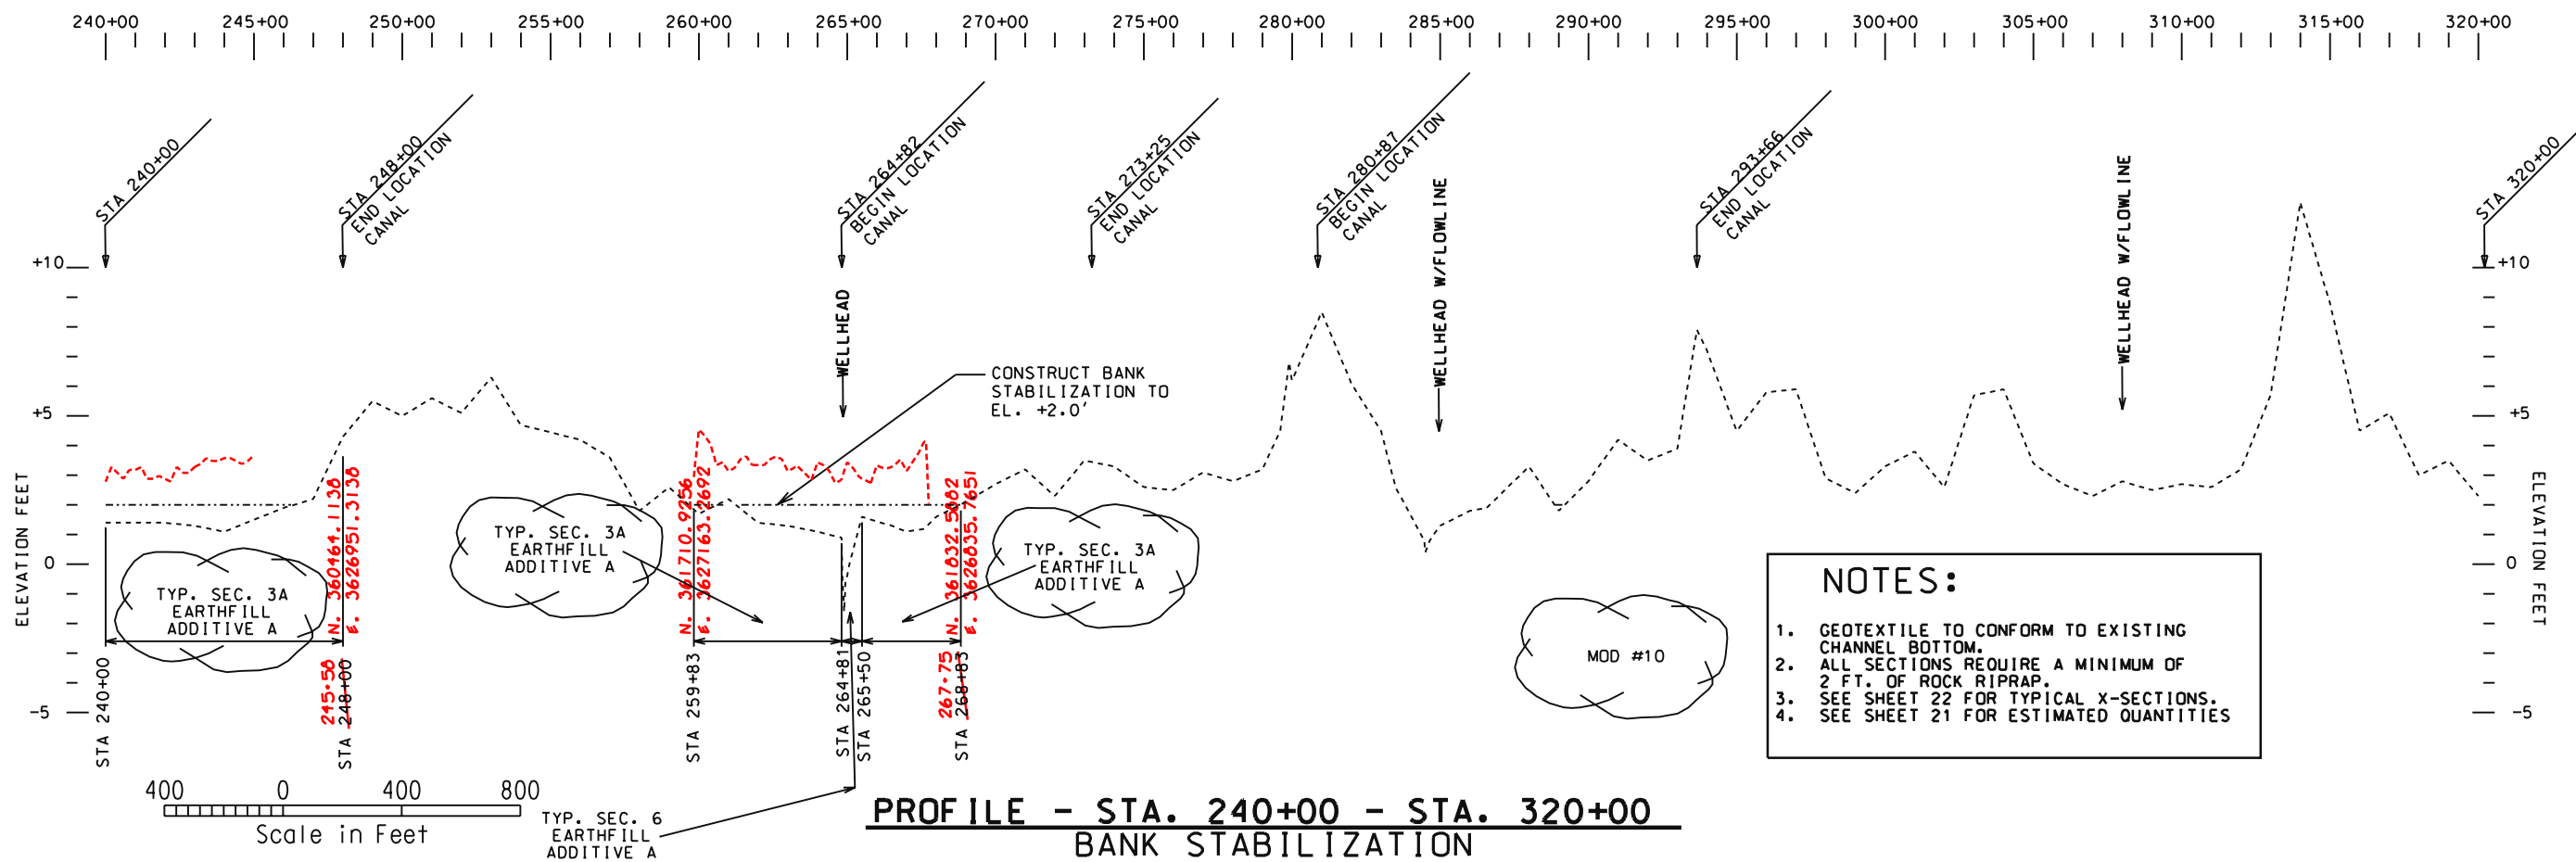 240+00 245+00 250+00 255+00 260+00 265+00 270+00 275+00 280+00 285+00 290+00 295+00 300+00 305+00 310+00 315+00 320+00
STA 240+00
STA 248+00
END LOCATION
CANAL
STA 264+82
BEGIN LOCATION
CANAL
STA 273+25
END LOCATION
CANAL
STA 280+87
BEGIN LOCATION
CANAL
STA 293+66
END LOCATION
CANAL
STA 320+00
WELLHEAD
WELLHEAD W/FLOWLINE
WELLHEAD W/FLOWLINE
+10
+5
0
-5
ELEVATION FEET
+10
+5
0
-5
ELEVATION FEET
CONSTRUCT BANK
STABILIZATION TO
EL. +2.0'
TYP. SEC. 3A
EARTHFILL
ADDITIVE A
N. 360464.1138
E. 3626951.3138
TYP. SEC. 3A
EARTHFILL
ADDITIVE A
N. 361710.9256
E. 3627163.2692
N. 361832.5682
E. 3626835.7651
TYP. SEC. 3A
EARTHFILL
ADDITIVE A
STA 240+00
245+58
STA 248+00
STA 259+83
STA 264+81
STA 265+50
267+75
STA 268+83
MOD #10
NOTES:
1. GEOTEXTILE TO CONFORM TO EXISTING
CHANNEL BOTTOM.
2. ALL SECTIONS REQUIRE A MINIMUM OF
2 FT. OF ROCK RIPRAP.
3. SEE SHEET 22 FOR TYPICAL X-SECTIONS.
4. SEE SHEET 21 FOR ESTIMATED QUANTITIES
400 0 400 800
Scale in Feet
TYP. SEC. 6
EARTHFILL
ADDITIVE A
PROFILE - STA. 240+00 - STA. 320+00
BANK STABILIZATION